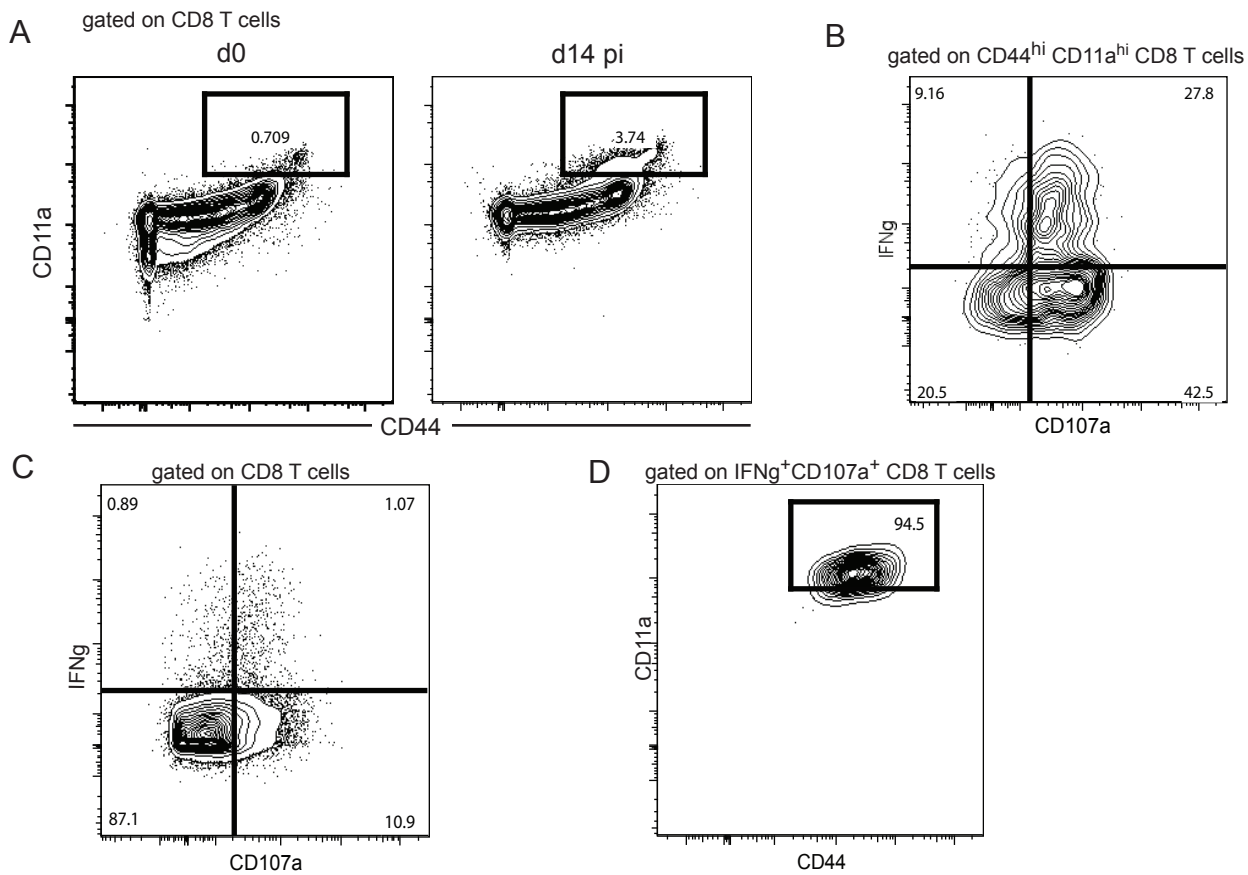 A
gated on CD8 T cells
d0
d14 pi
0.709
3.74
CD11a
CD44
B
gated on CD44hi CD11ahi CD8 T cells
9.16
27.8
IFNg
20.5
42.5
CD107a
C
gated on CD8 T cells
0.89
1.07
IFNg
87.1
10.9
CD107a
D
gated on IFNg+CD107a+ CD8 T cells
94.5
CD11a
CD44